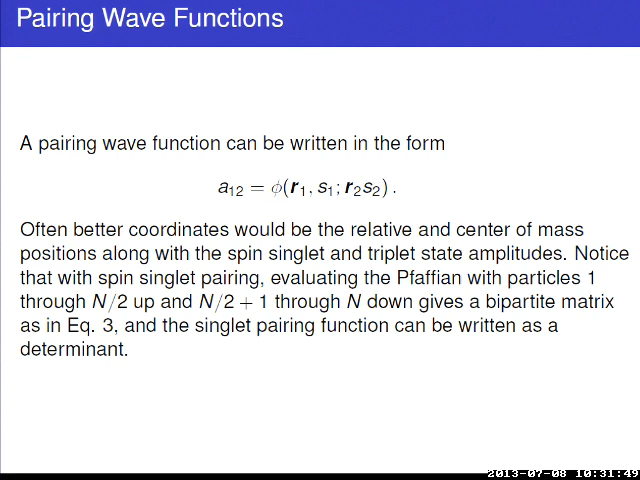 Pairing Wave Functions
A pairing wave function can be written in the form
a₁₂ = ϕ(r₁, s₁; r₂s₂) .
Often better coordinates would be the relative and center of mass
positions along with the spin singlet and triplet state amplitudes. Notice
that with spin singlet pairing, evaluating the Pfaffian with particles 1
through N/2 up and N/2 + 1 through N down gives a bipartite matrix
as in Eq. 3, and the singlet pairing function can be written as a
determinant.
2013-07-08 10:31:49